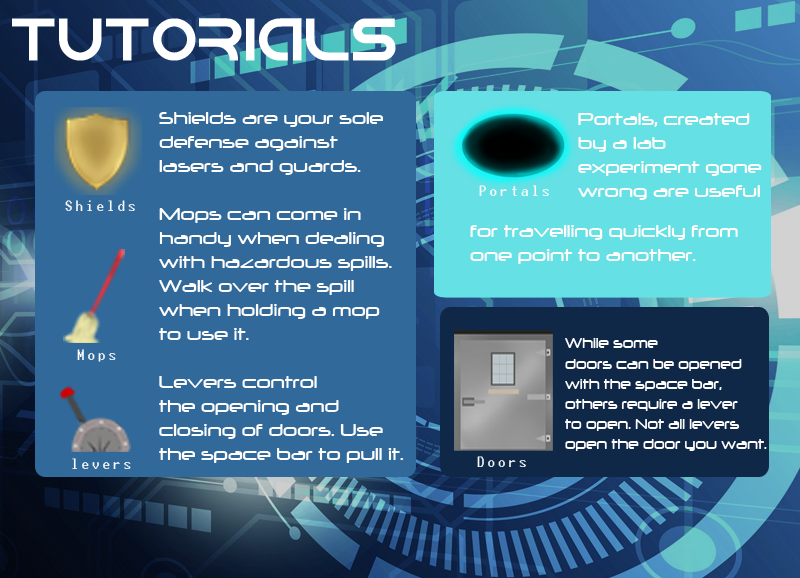 TUTORIALS
Shields are your sole
defense against
lasers and guards.
Shields
Mops can come in
handy when dealing
with hazardous spills.
Walk over the spill
when holding a mop
to use it.
Mops
Levers control
the opening and
closing of doors. Use
the space bar to pull it.
levers
Portals, created
by a lab
experiment gone
wrong are useful
Portals
for travelling quickly from
one point to another.
While some
doors can be opened
with the space bar,
others require a lever
to open. Not all levers
open the door you want.
Doors